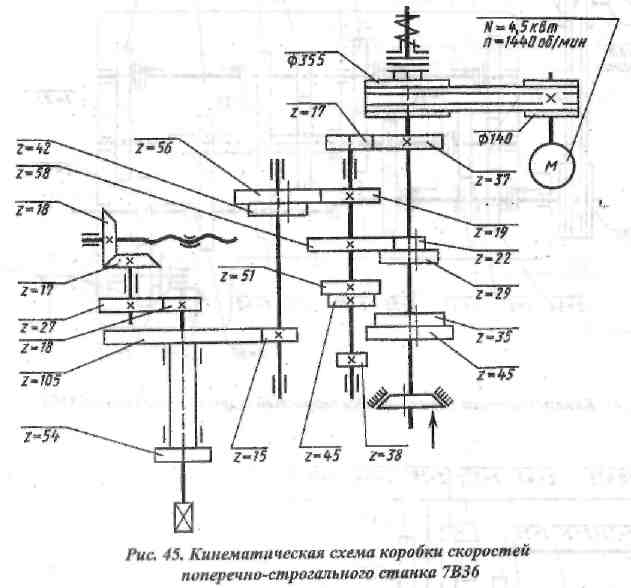 N = 4,5 квт
n = 1440 об/мин
Ф355
z=17
Ф140
М
z=42
z=56
z=37
z=58
z=18
z=19
z=22
z=51
z=17
z=29
z=27
z=35
z=18
z=45
z=105
z=54
z=15
z=45
z=38
Рис. 45. Кинематическая схема коробки скоростей
поперечно-строгального станка 7В36